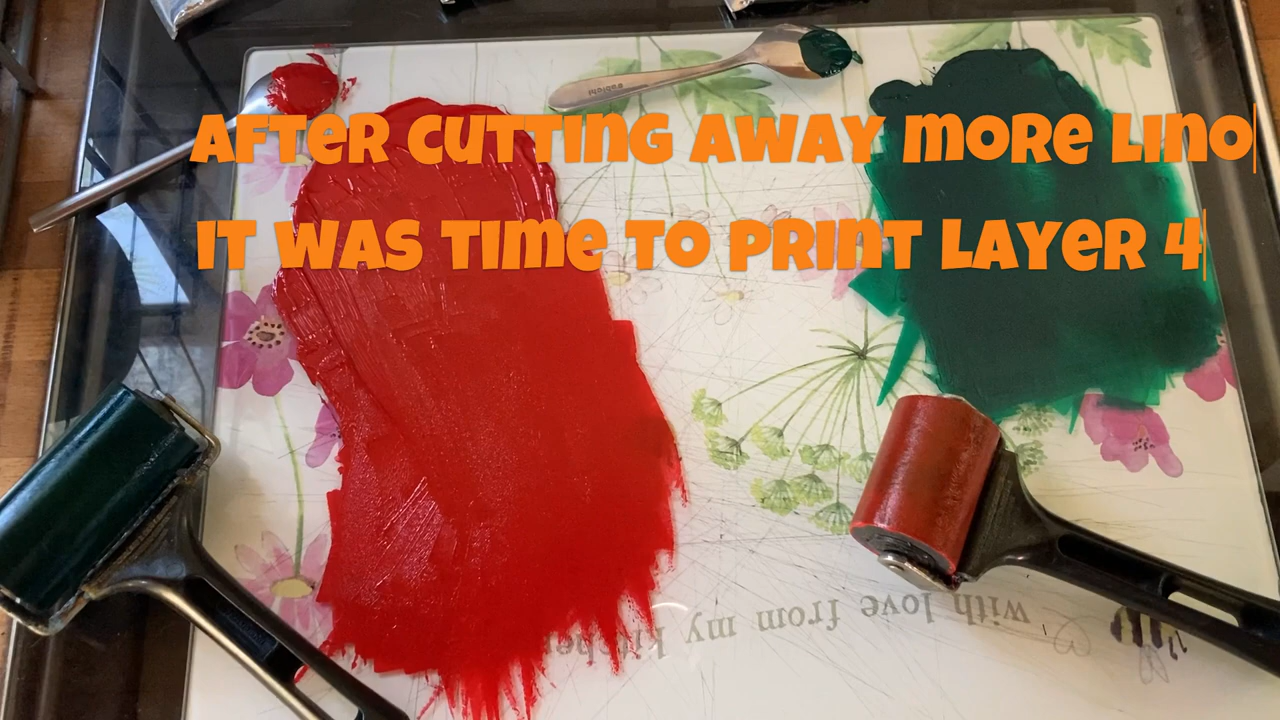 AFTER CUTTING AWAY MORE LINO
IT WAS TIME TO PRINT LAYER 4
with love from my kitchen